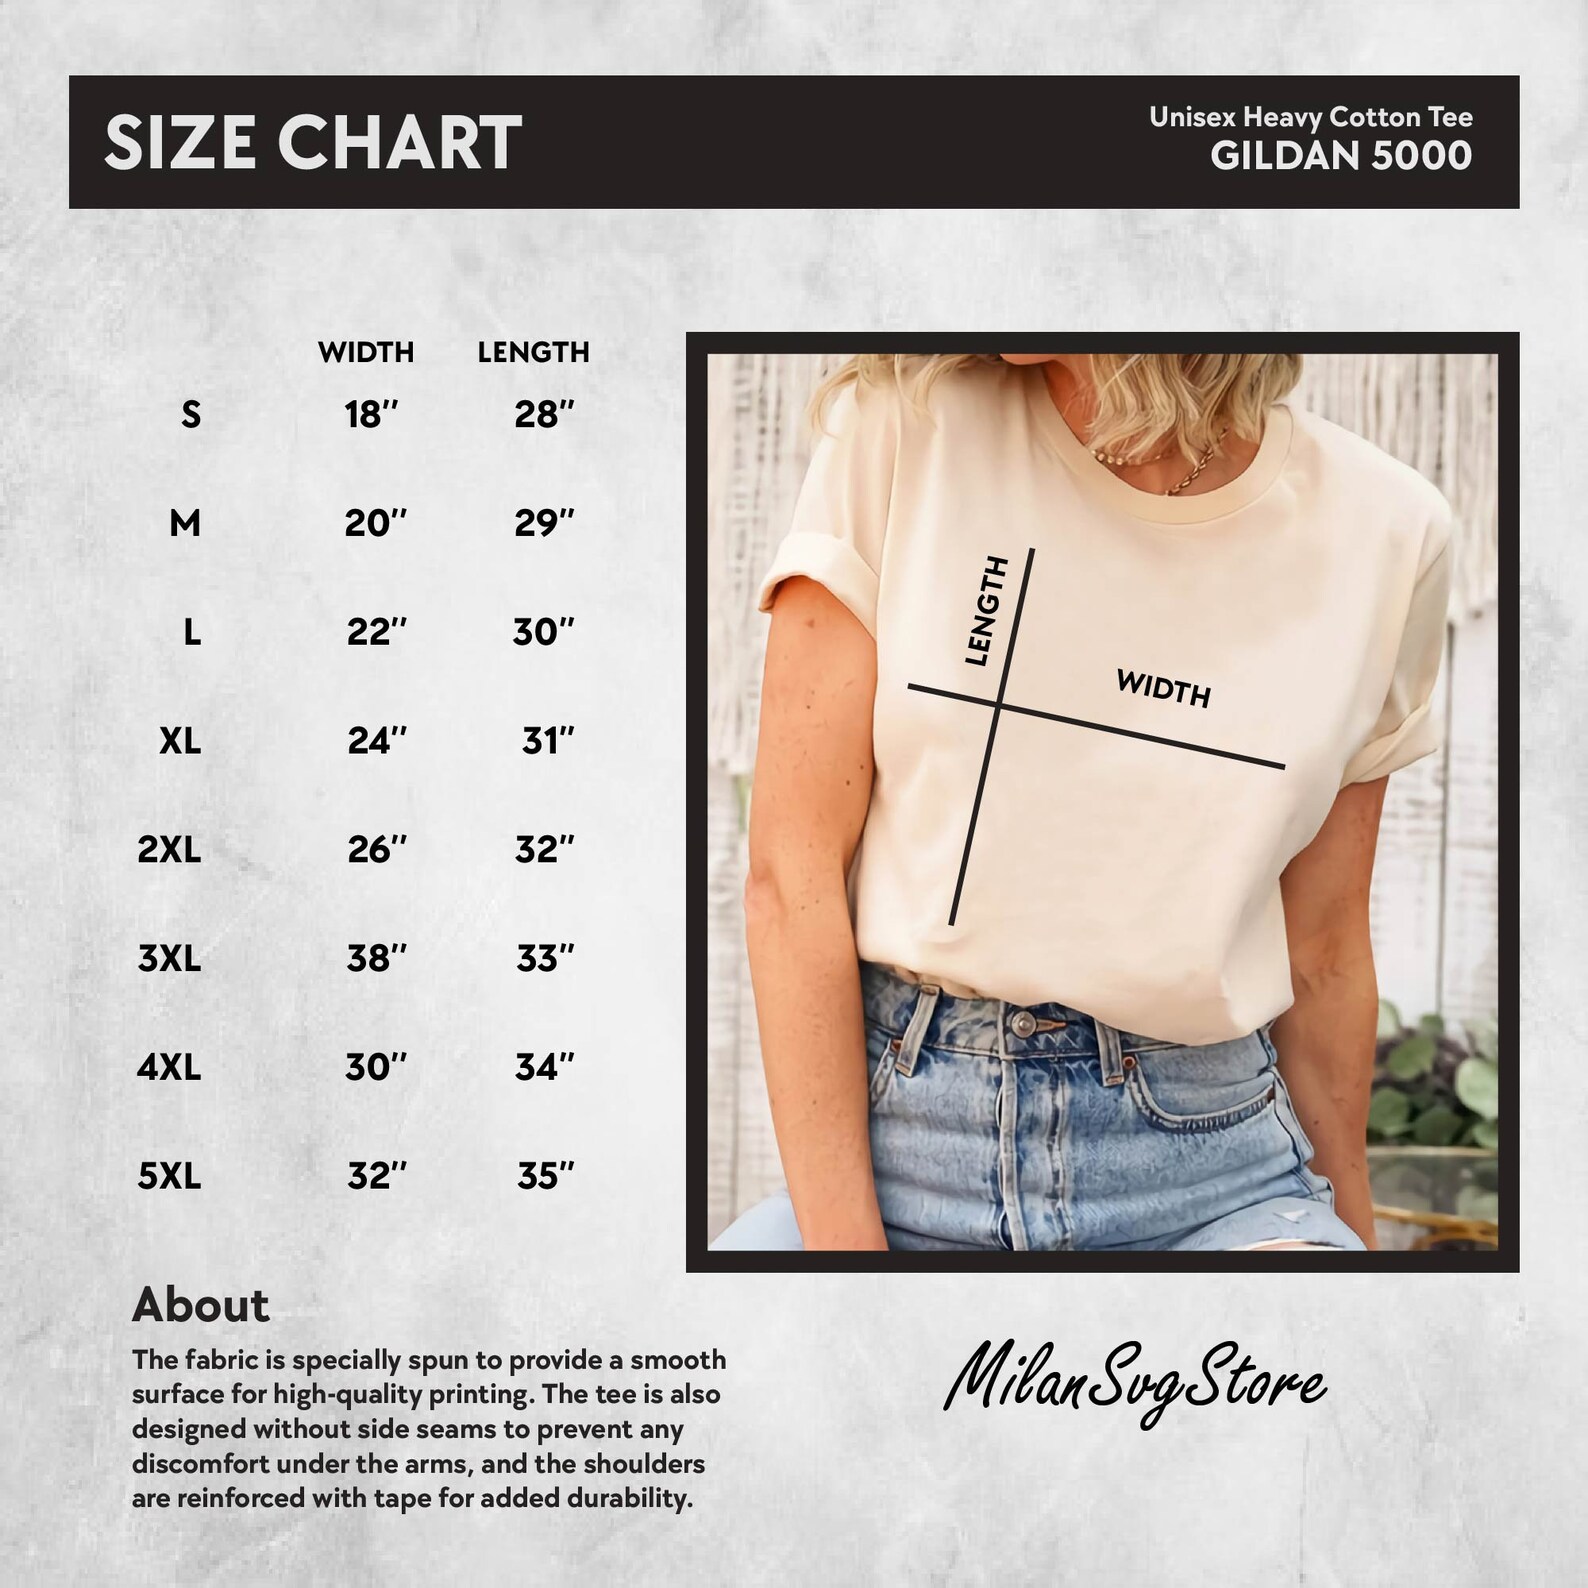 SIZE CHART
Unisex Heavy Cotton Tee
GILDAN 5000
WIDTH LENGTH
S 18" 28"
M 20" 29"
L 22" 30"
XL 24" 31"
2XL 26" 32"
3XL 38" 33"
4XL 30" 34"
5XL 32" 35"
LENGTH
WIDTH
About
The fabric is specially spun to provide a smooth
surface for high-quality printing. The tee is also
designed without side seams to prevent any
discomfort under the arms, and the shoulders
are reinforced with tape for added durability.
MilanSvgStore